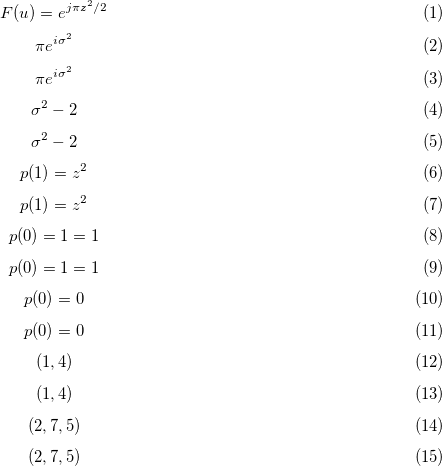 F(u) = e^{jπz^2/2} (1)
πe^{iσ^2} (2)
πe^{iσ^2} (3)
σ^2 − 2 (4)
σ^2 − 2 (5)
p(1) = z^2 (6)
p(1) = z^2 (7)
p(0) = 1 = 1 (8)
p(0) = 1 = 1 (9)
p(0) = 0 (10)
p(0) = 0 (11)
(1, 4) (12)
(1, 4) (13)
(2, 7, 5) (14)
(2, 7, 5) (15)